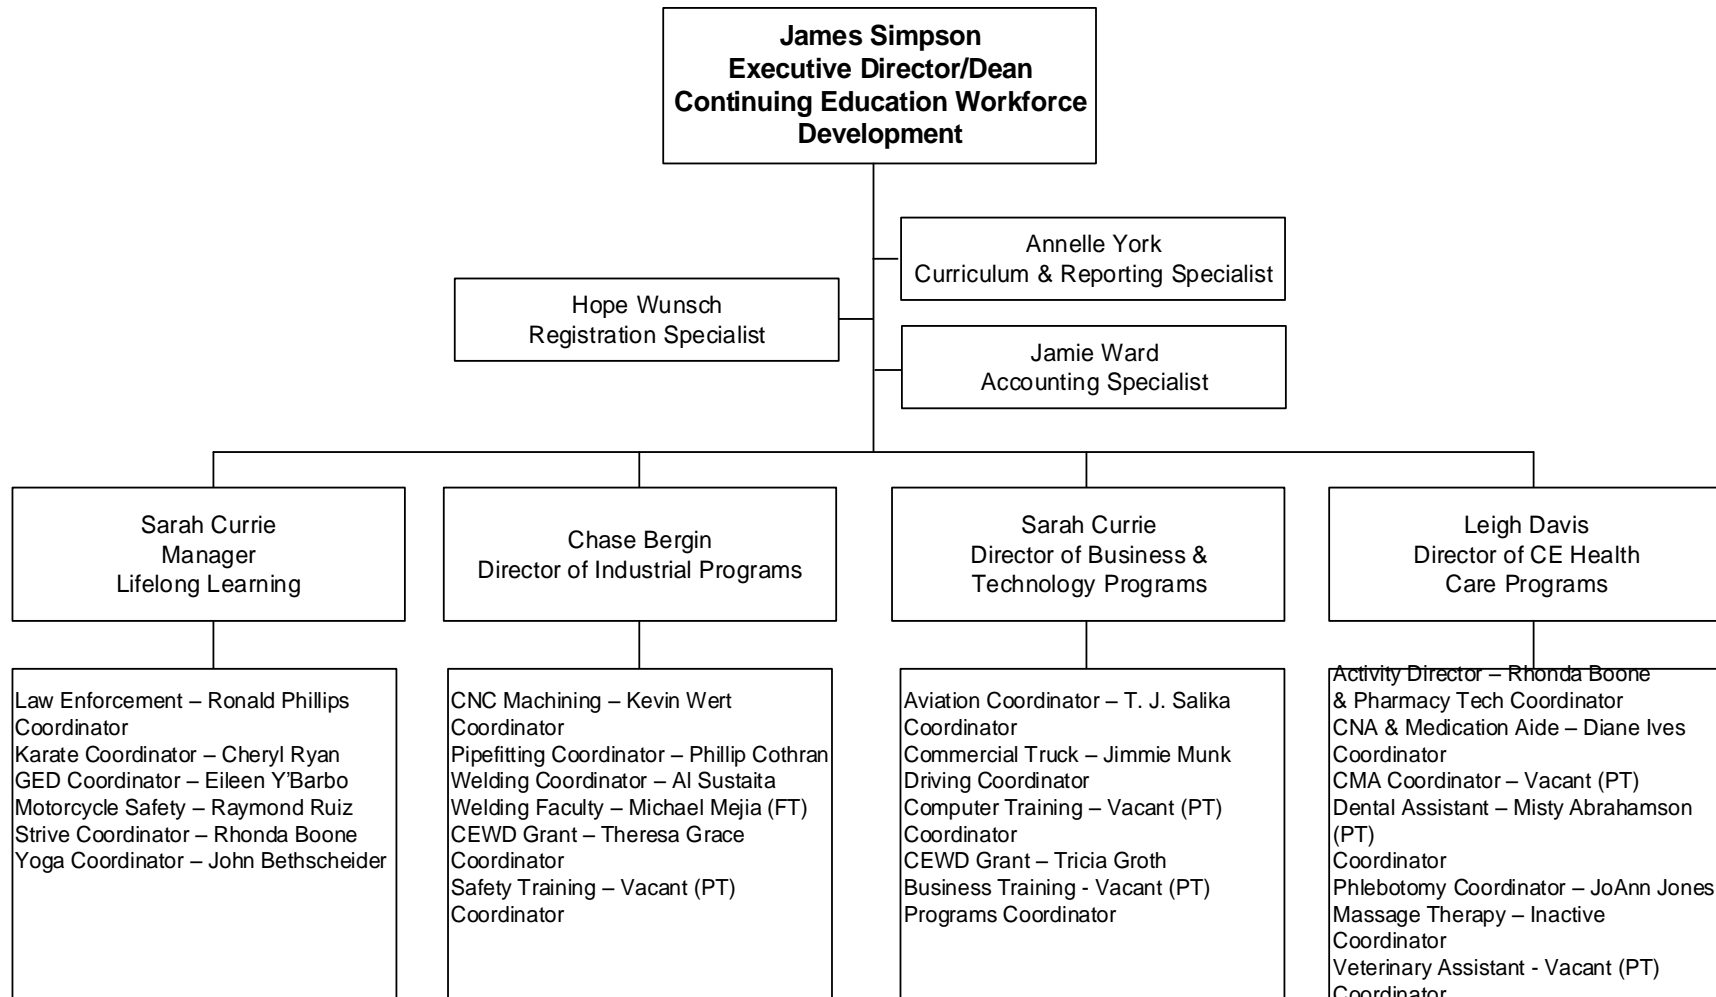 James Simpson
Executive Director/Dean
Continuing Education Workforce
Development
Annelle York
Curriculum & Reporting Specialist
Hope Wunsch
Registration Specialist
Jamie Ward
Accounting Specialist
Sarah Currie
Manager
Lifelong Learning
Chase Bergin
Director of Industrial Programs
Sarah Currie
Director of Business &
Technology Programs
Leigh Davis
Director of CE Health
Care Programs
Law Enforcement – Ronald Phillips
Coordinator
Karate Coordinator – Cheryl Ryan
GED Coordinator – Eileen Y’Barbo
Motorcycle Safety – Raymond Ruiz
Strive Coordinator – Rhonda Boone
Yoga Coordinator – John Bethscheider
CNC Machining – Kevin Wert
Coordinator
Pipefitting Coordinator – Phillip Cothran
Welding Coordinator – Al Sustaita
Welding Faculty – Michael Mejia (FT)
CEWD Grant – Theresa Grace
Coordinator
Safety Training – Vacant (PT)
Coordinator
Aviation Coordinator – T. J. Salika
Coordinator
Commercial Truck – Jimmie Munk
Driving Coordinator
Computer Training – Vacant (PT)
Coordinator
CEWD Grant – Tricia Groth
Business Training - Vacant (PT)
Programs Coordinator
Activity Director – Rhonda Boone
& Pharmacy Tech Coordinator
CNA & Medication Aide – Diane Ives
Coordinator
CMA Coordinator – Vacant (PT)
Dental Assistant – Misty Abrahamson
(PT)
Coordinator
Phlebotomy Coordinator – JoAnn Jones
Massage Therapy – Inactive
Coordinator
Veterinary Assistant - Vacant (PT)
Coordinator